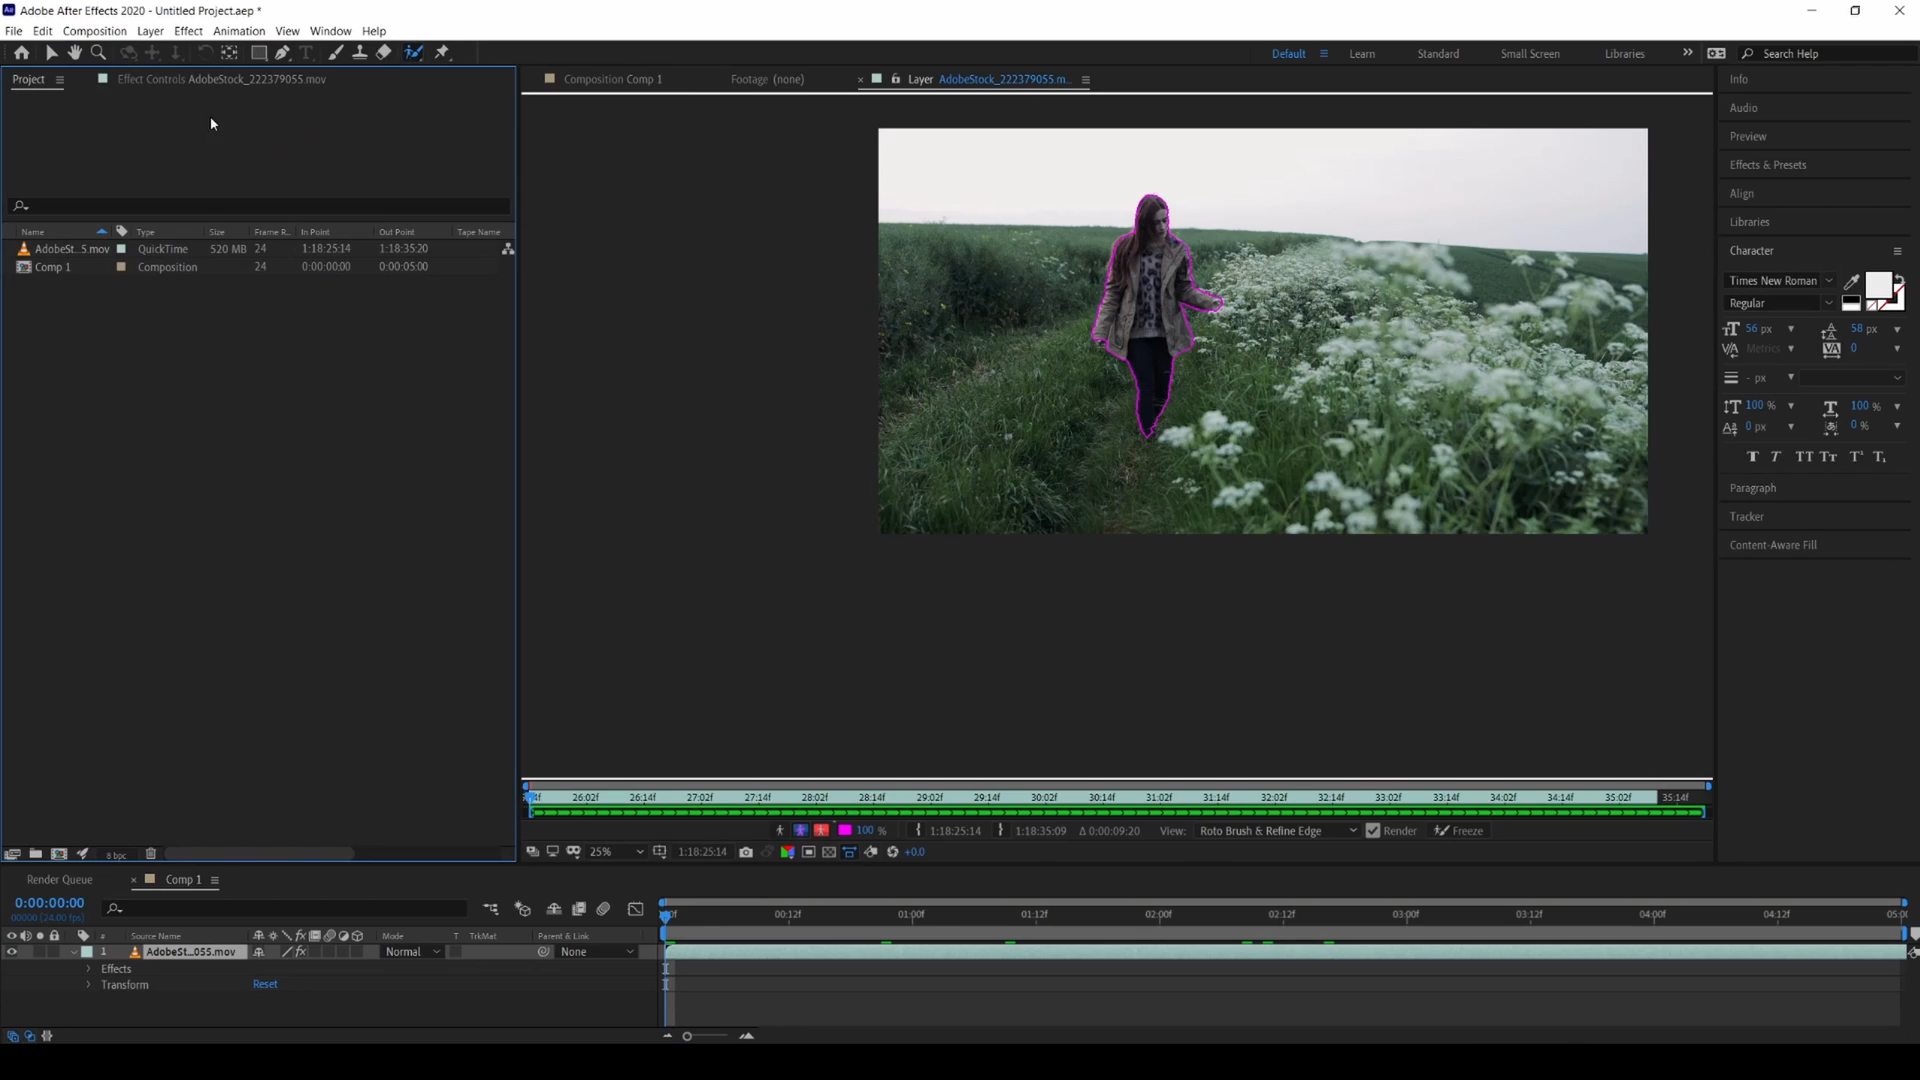 Adobe After Effects 2020 - Untitled Project.aep *
File Edit Composition Layer Effect Animation View Window Help
Default Learn Standard Small Screen Libraries Search Help
Project Effect Controls AdobeStock_222379055.mov
Composition Comp 1 Footage (none) × Layer AdobeStock_222379055.m...
Name Type Size Frame R... In Point Out Point Tape Name
AdobeSt...5.mov QuickTime 520 MB 24 1:18:25:14 1:18:35:20
Comp 1 Composition 24 0:00:00:00 0:00:05:00
Info
Audio
Preview
Effects & Presets
Align
Libraries
Character
Times New Roman
Regular
56 px 58 px
Metrics 0
- px
100 % 100 %
0 px 0 %
T T TT Tr T¹ T₁
Paragraph
Tracker
Content-Aware Fill
26:02f 26:14f 27:02f 27:14f 28:02f 28:14f 29:02f 29:14f 30:02f 30:14f 31:02f 31:14f 32:02f 32:14f 33:02f 33:14f 34:02f 34:14f 35:02f 35:14f
100 % 1:18:25:14 1:18:35:09 Δ 0:00:09:20 View: Roto Brush & Refine Edge Render Freeze
8 bpc 25% 1:18:25:14 +0.0
Render Queue × Comp 1
0:00:00:00
00000 (24.00 fps)
00:12f 01:00f 01:12f 02:00f 02:12f 03:00f 03:12f 04:00f 04:12f
# Source Name Mode T TrkMat Parent & Link
1 AdobeSt...055.mov Normal None
Effects
Transform Reset